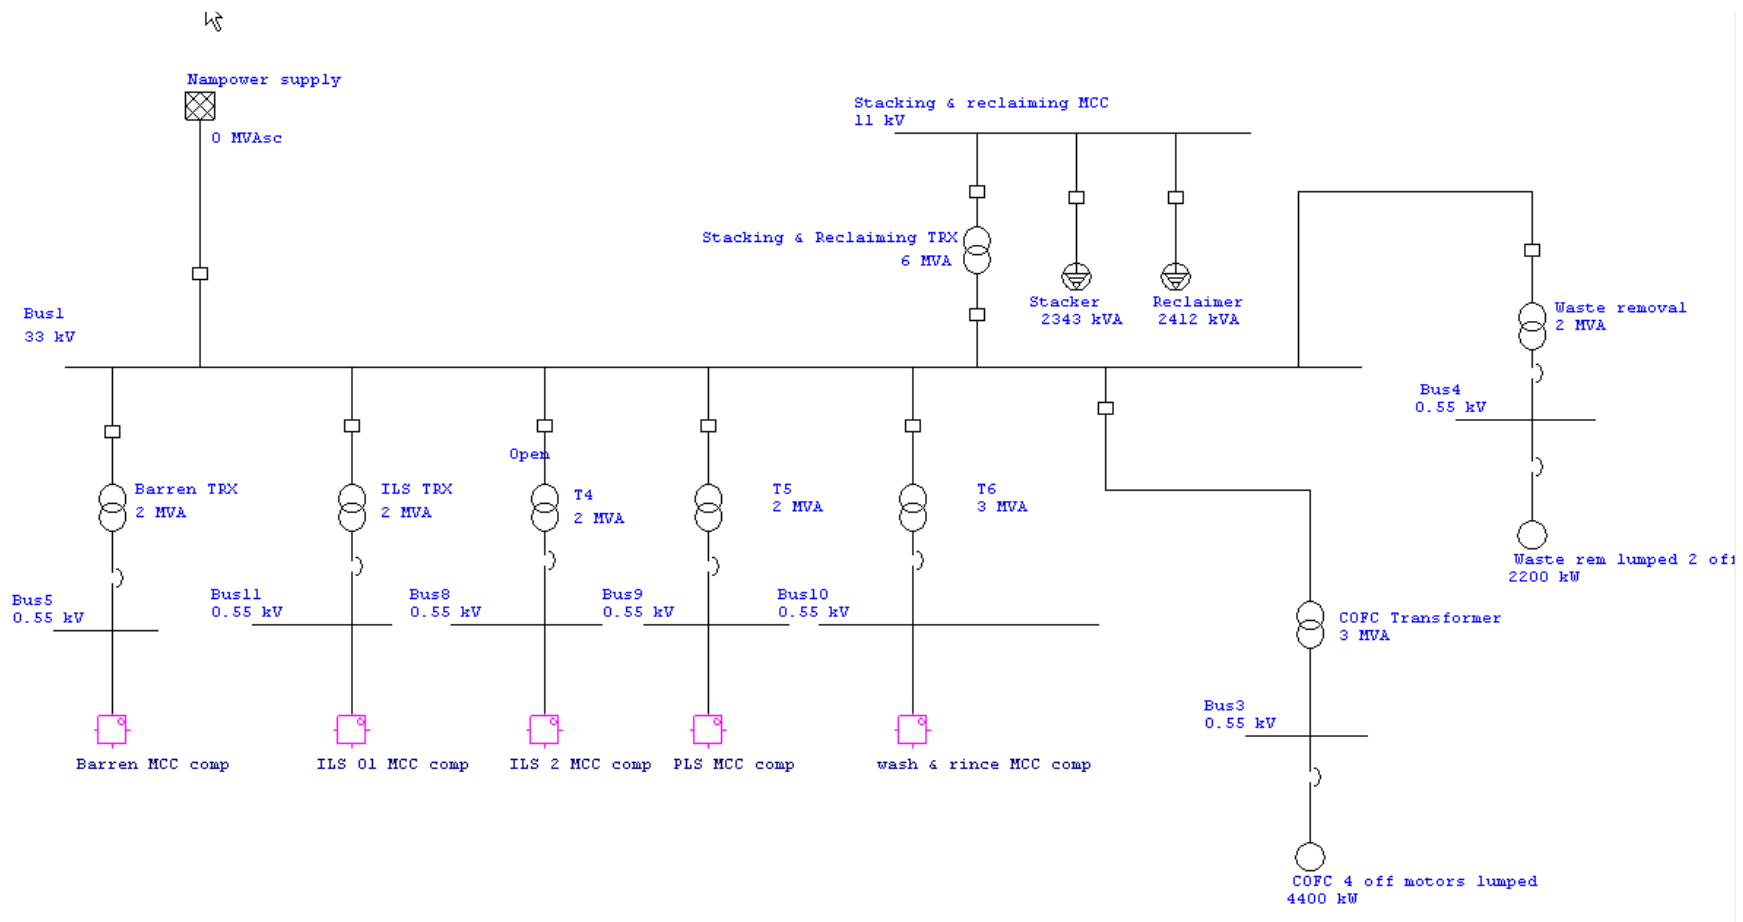 Nampower supply
0 MVAsc
Stacking & reclaiming MCC
11 kV
Stacking & Reclaiming TRX
6 MVA
Stacker
2343 kVA
Reclaimer
2412 kVA
Waste removal
2 MVA
Bus1
33 kV
Bus4
0.55 kV
Open
Barren TRX
2 MVA
ILS TRX
2 MVA
T4
2 MVA
T5
2 MVA
T6
3 MVA
Waste rem lumped 2 off
2200 kW
Bus5
0.55 kV
Bus11
0.55 kV
Bus8
0.55 kV
Bus9
0.55 kV
Bus10
0.55 kV
COFC Transformer
3 MVA
Bus3
0.55 kV
Barren MCC comp
ILS 01 MCC comp
ILS 2 MCC comp
PLS MCC comp
wash & rince MCC comp
COFC 4 off motors lumped
4400 kW